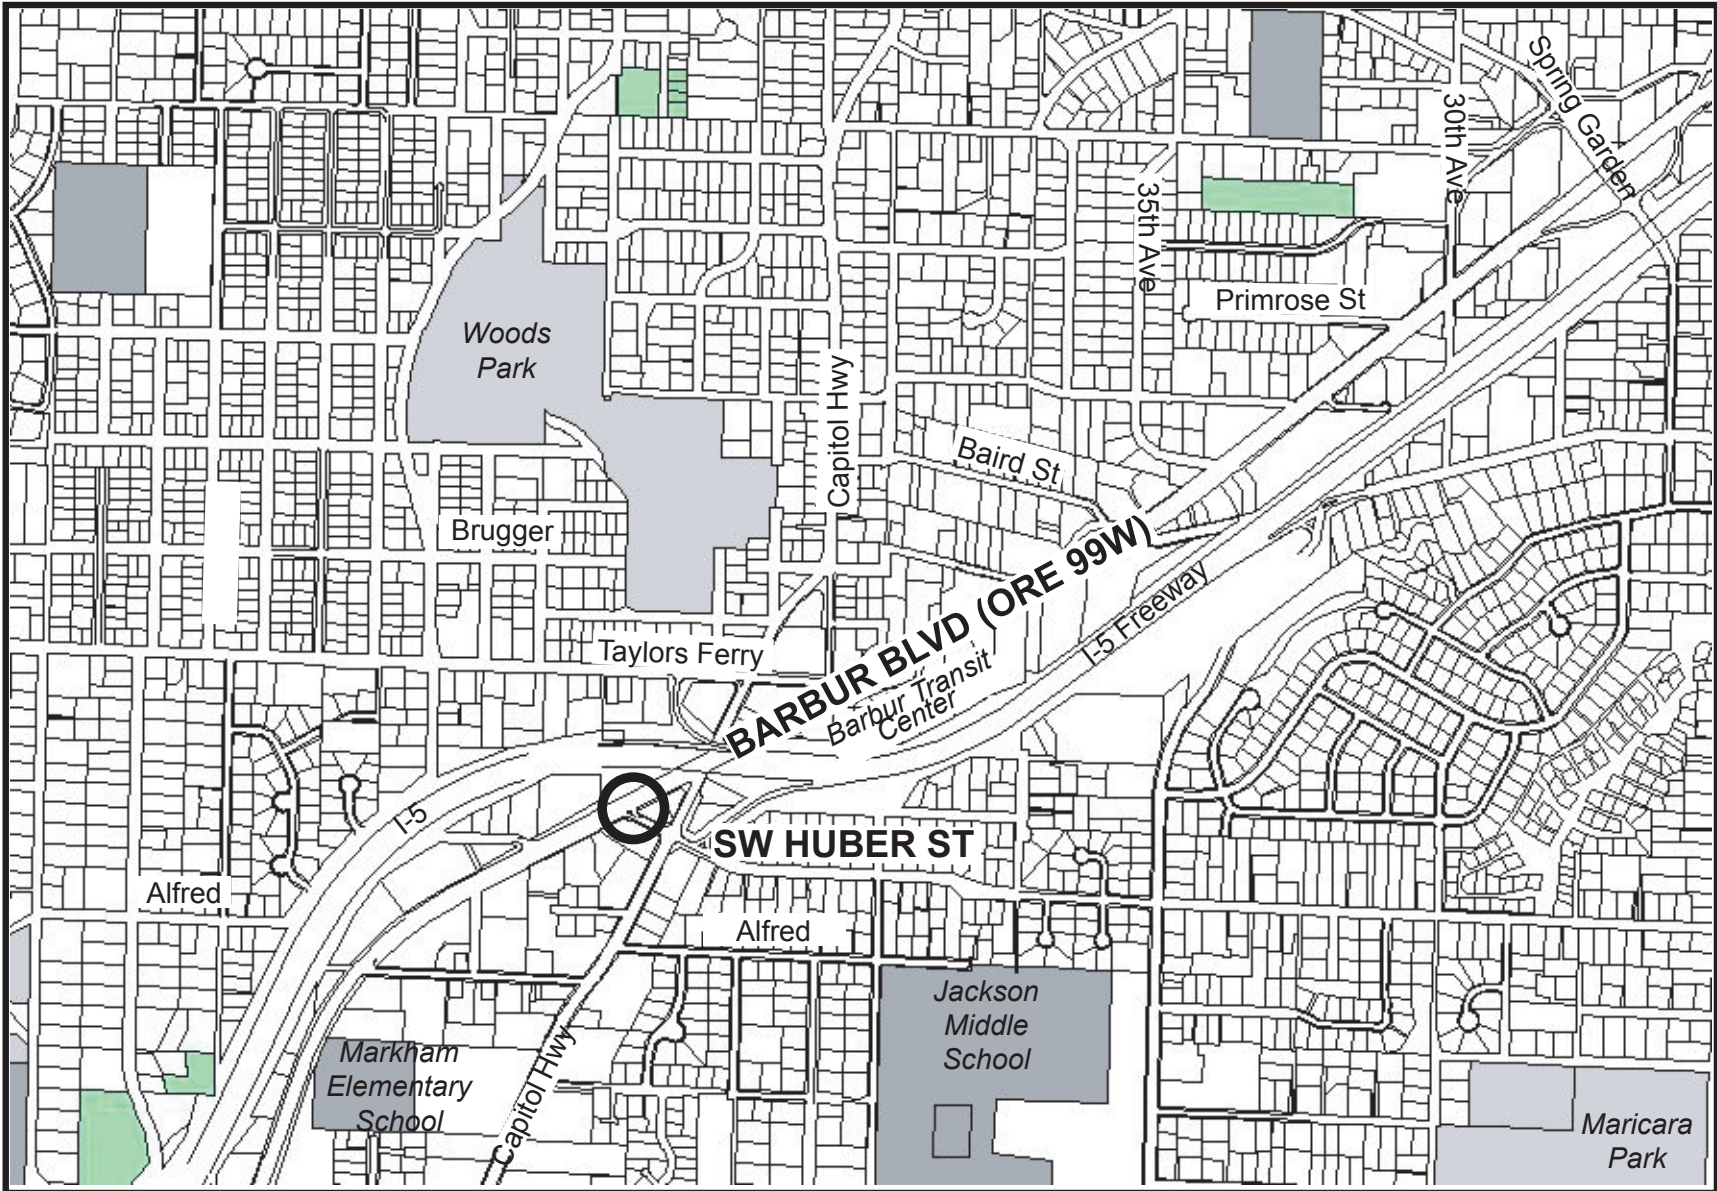 Spring Garden
30th Ave
35th Ave
Primrose St
Woods
Park
Capitol Hwy
Baird St
Brugger
BARBUR BLVD (ORE 99W)
I-5 Freeway
Taylors Ferry
Barbur Transit
Center
I-5
SW HUBER ST
Alfred
Alfred
Jackson
Middle
School
Markham
Elementary
School
Capitol Hwy
Maricara
Park